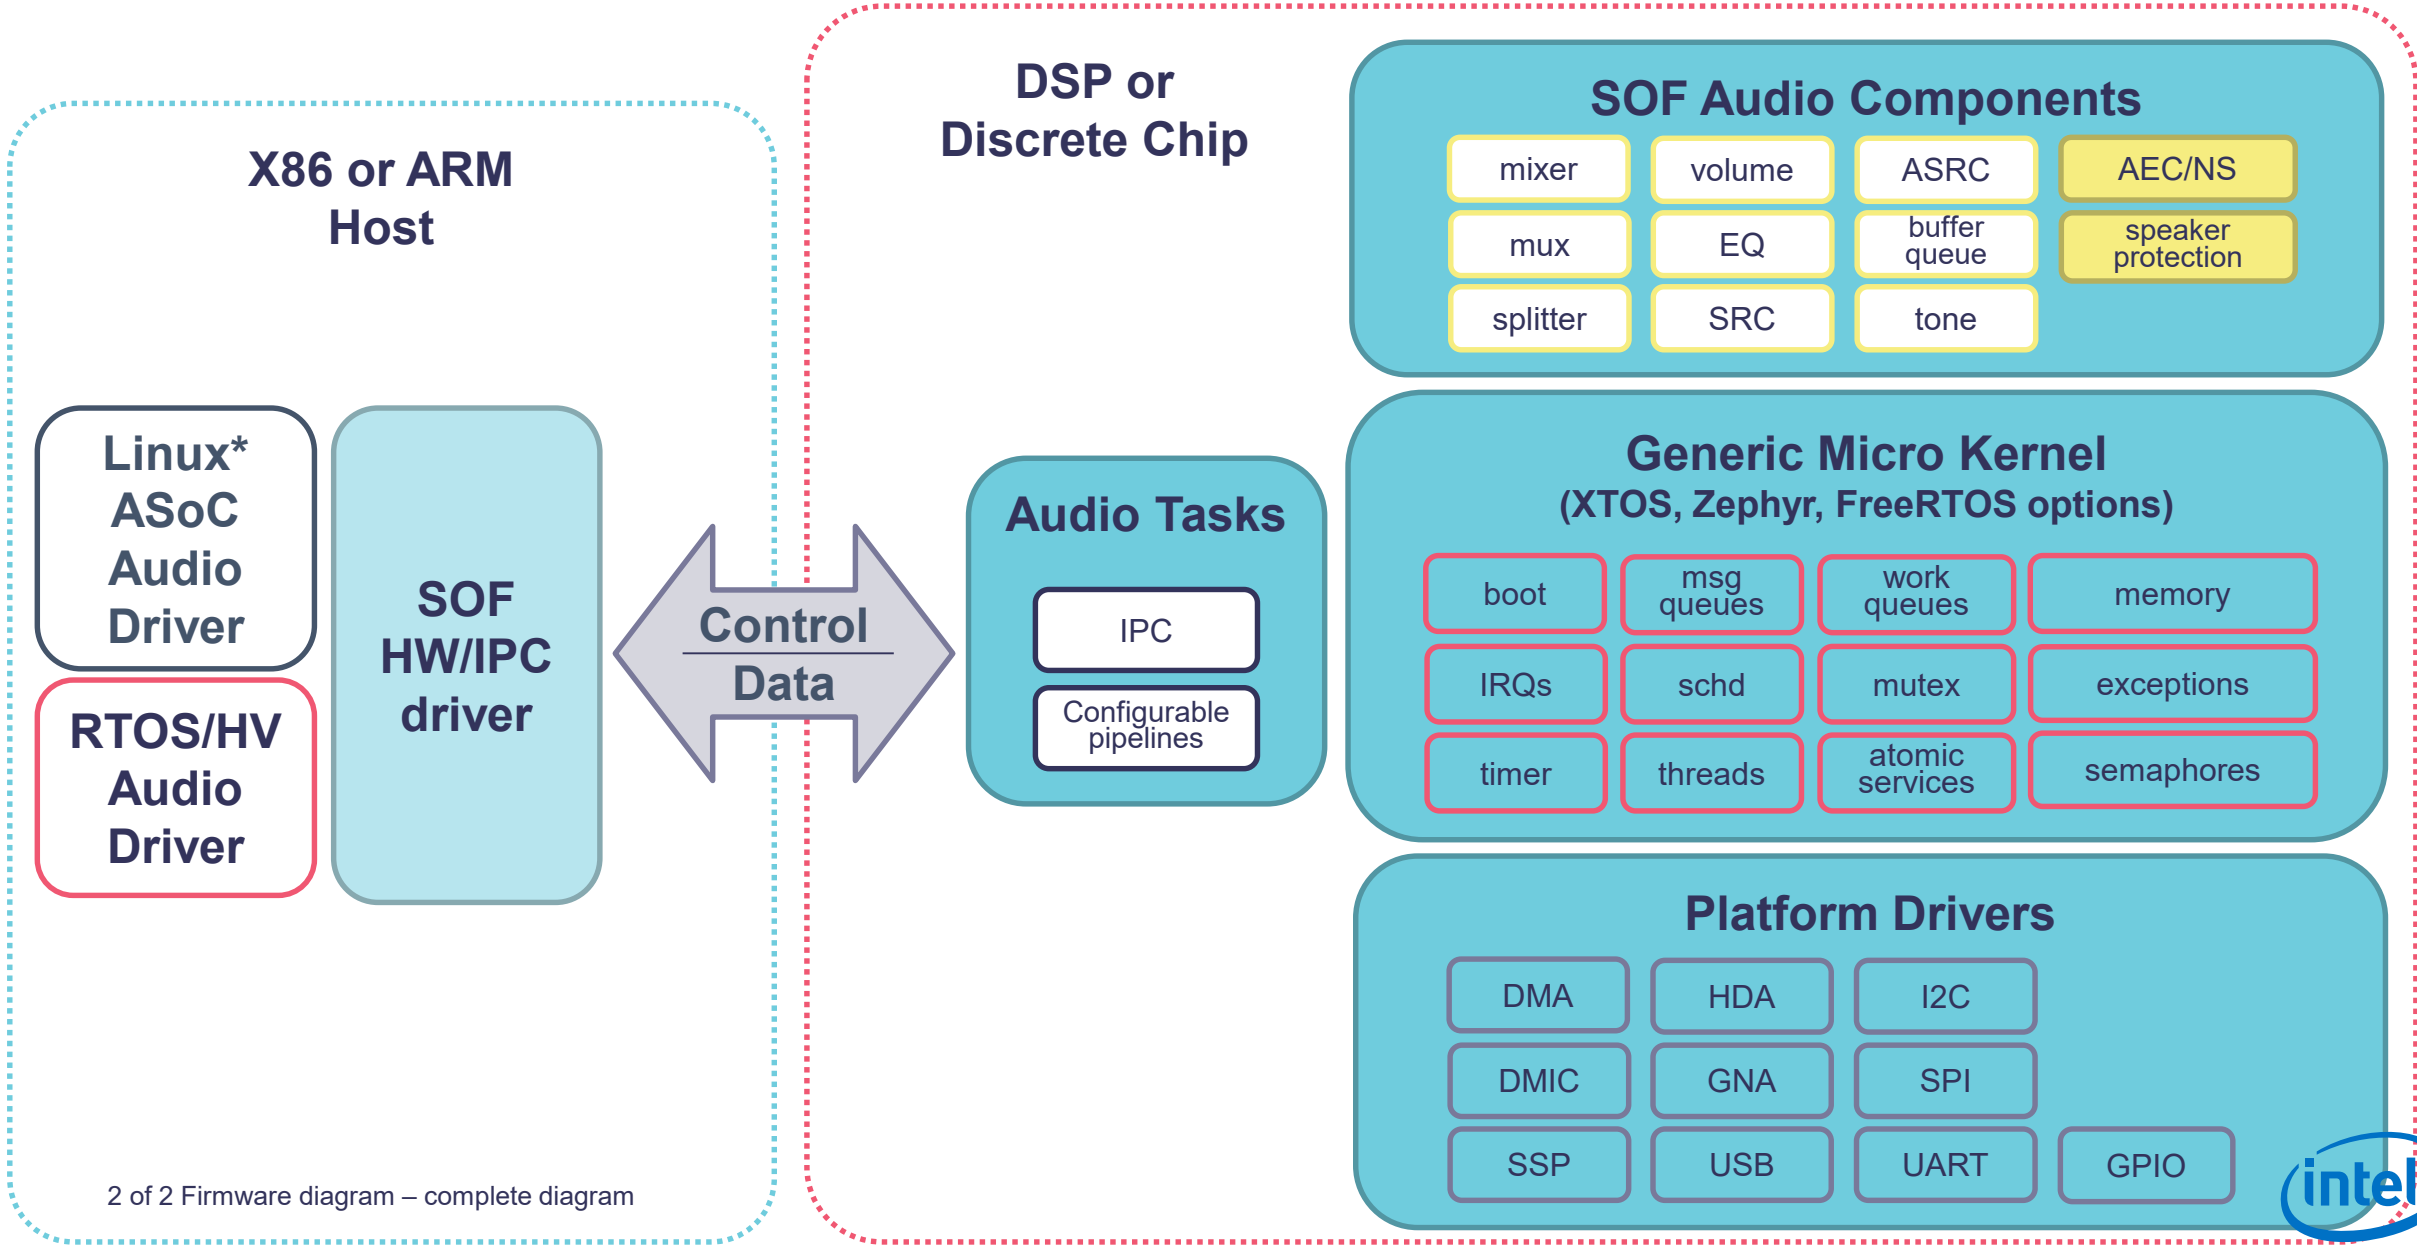 X86 or ARM
Host
Linux*
ASoC
Audio
Driver
RTOS/HV
Audio
Driver
SOF
HW/IPC
driver
Control
Data
2 of 2 Firmware diagram – complete diagram
DSP or
Discrete Chip
Audio Tasks
IPC
Configurable
pipelines
SOF Audio Components
mixer
volume
ASRC
AEC/NS
mux
EQ
buffer
queue
speaker
protection
splitter
SRC
tone
Generic Micro Kernel
(XTOS, Zephyr, FreeRTOS options)
boot
msg
queues
work
queues
memory
IRQs
schd
mutex
exceptions
timer
threads
atomic
services
semaphores
Platform Drivers
DMA
HDA
I2C
DMIC
GNA
SPI
SSP
USB
UART
GPIO
intel